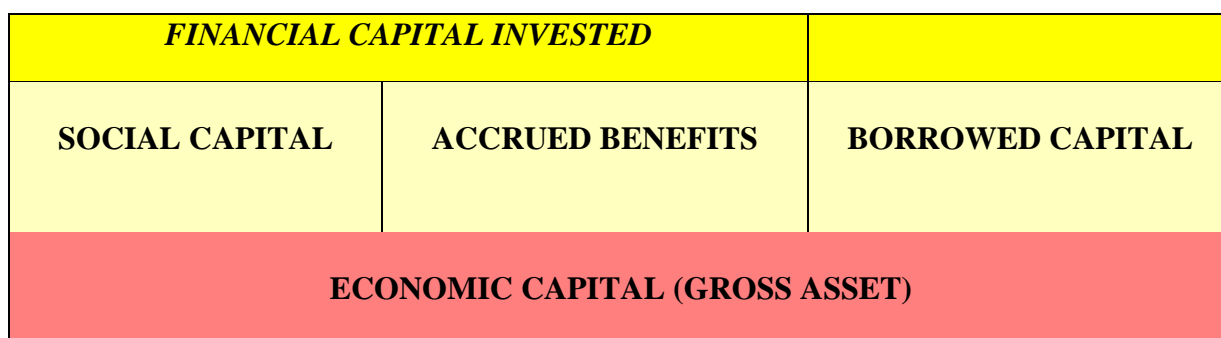 FINANCIAL CAPITAL INVESTED
SOCIAL CAPITAL
ACCRUED BENEFITS
BORROWED CAPITAL
ECONOMIC CAPITAL (GROSS ASSET)